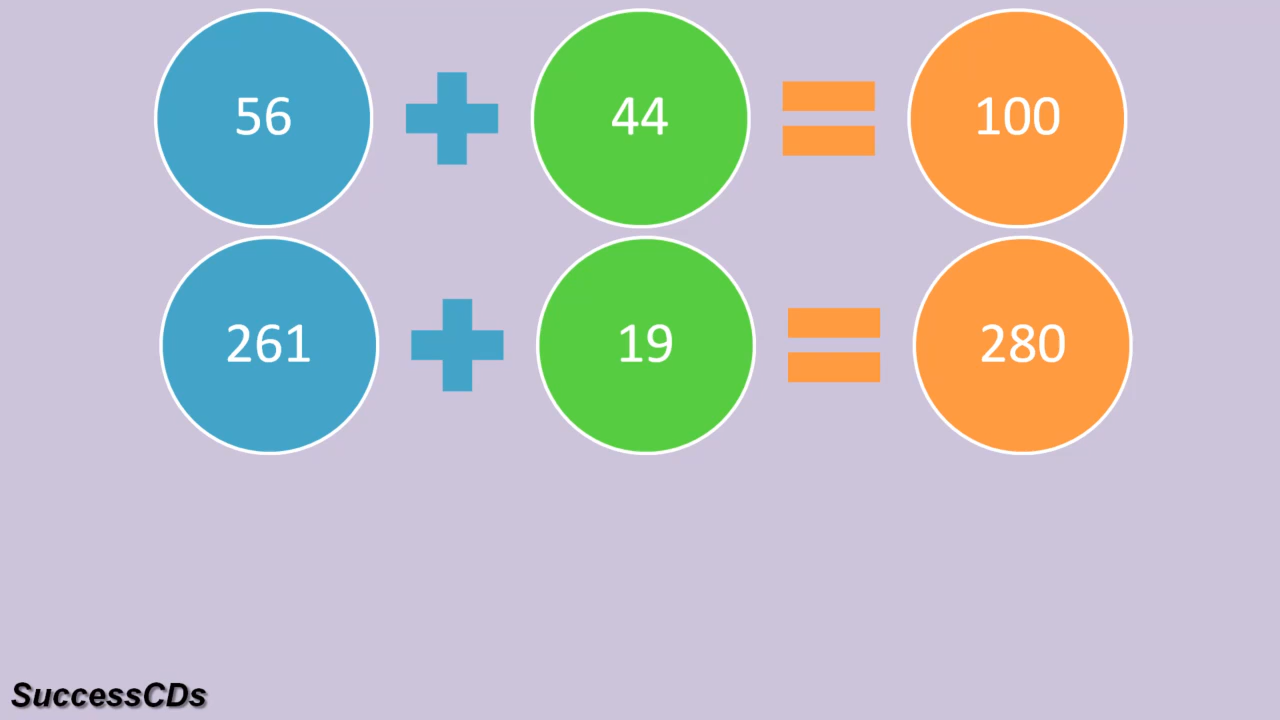 56 + 44 = 100
261 + 19 = 280
SuccessCDs